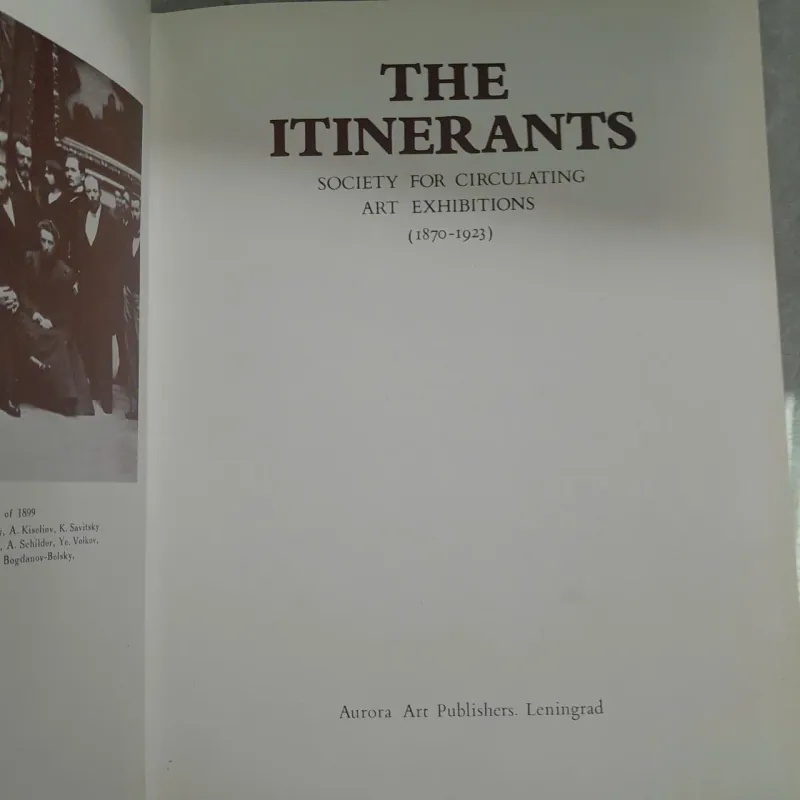 of 1899
A. Kiseliov, K. Savitsky
A. Schilder, Ye. Volkov,
Bogdanov-Belsky,
THE
ITINERANTS
SOCIETY FOR CIRCULATING
ART EXHIBITIONS
(1870-1923)
Aurora Art Publishers. Leningrad